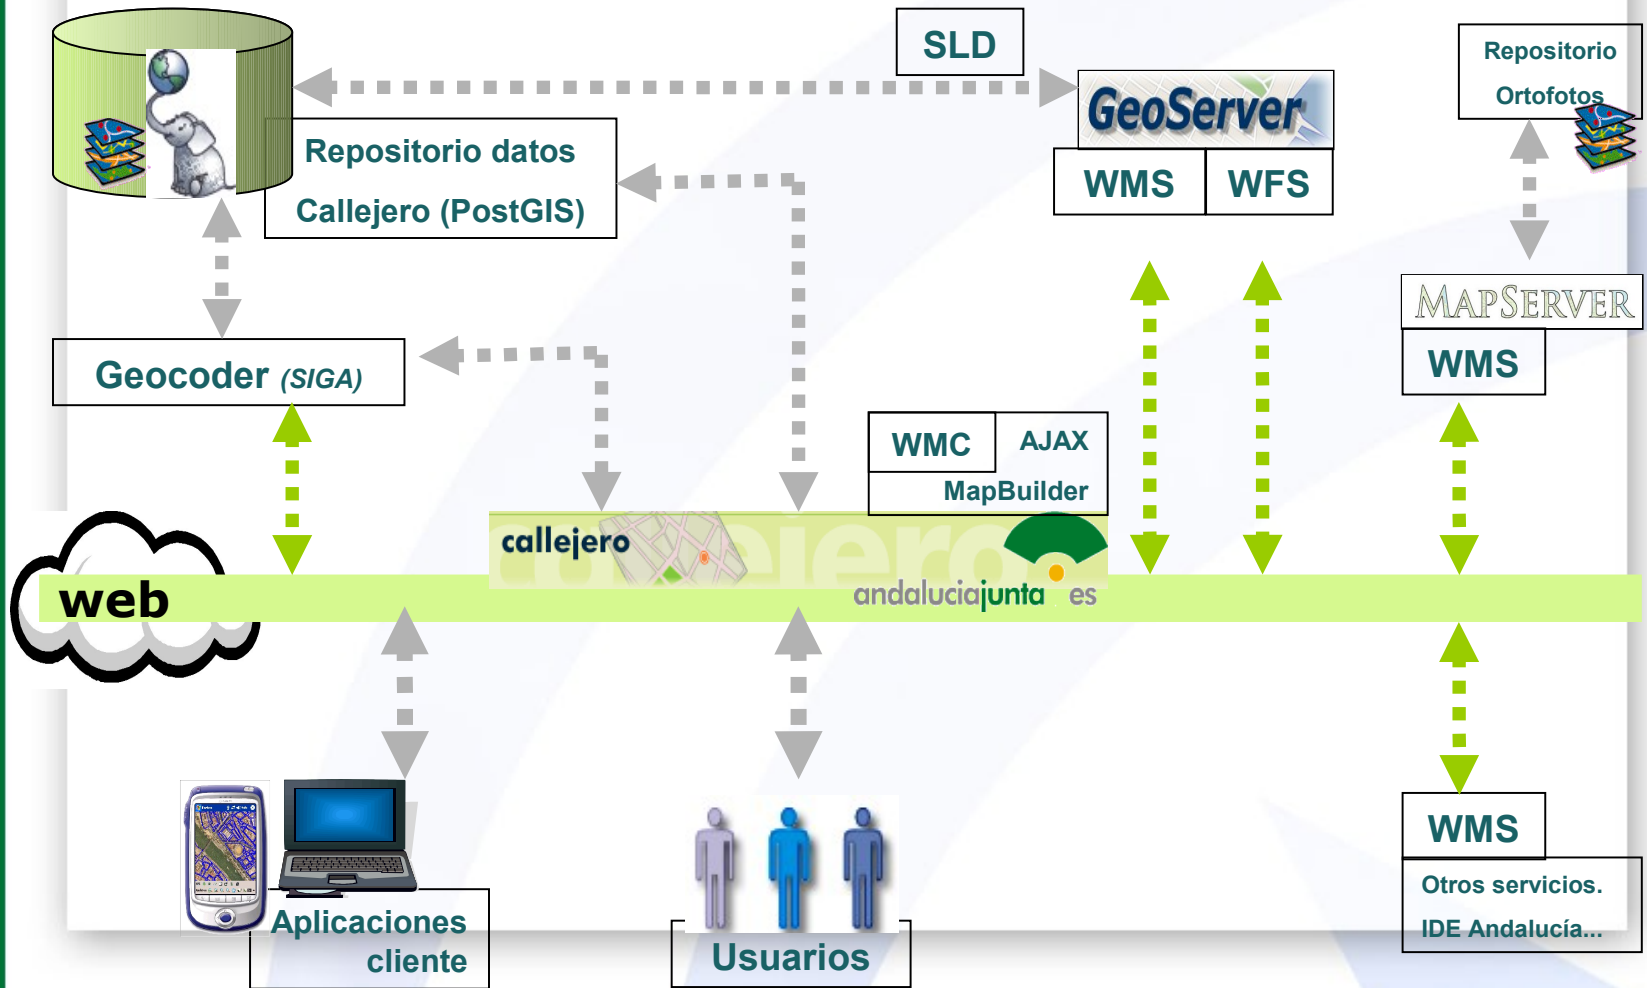 SLD
Repositorio
Ortofotos
GeoServer
Repositorio datos
Callejero (PostGIS)
WMS
WFS
MAPSERVER
WMS
Geocoder (SIGA)
WMC
AJAX
MapBuilder
callejero
callejero
andaluciajunta es
web
WMS
Otros servicios.
IDE Andalucía...
Aplicaciones
cliente
Usuarios